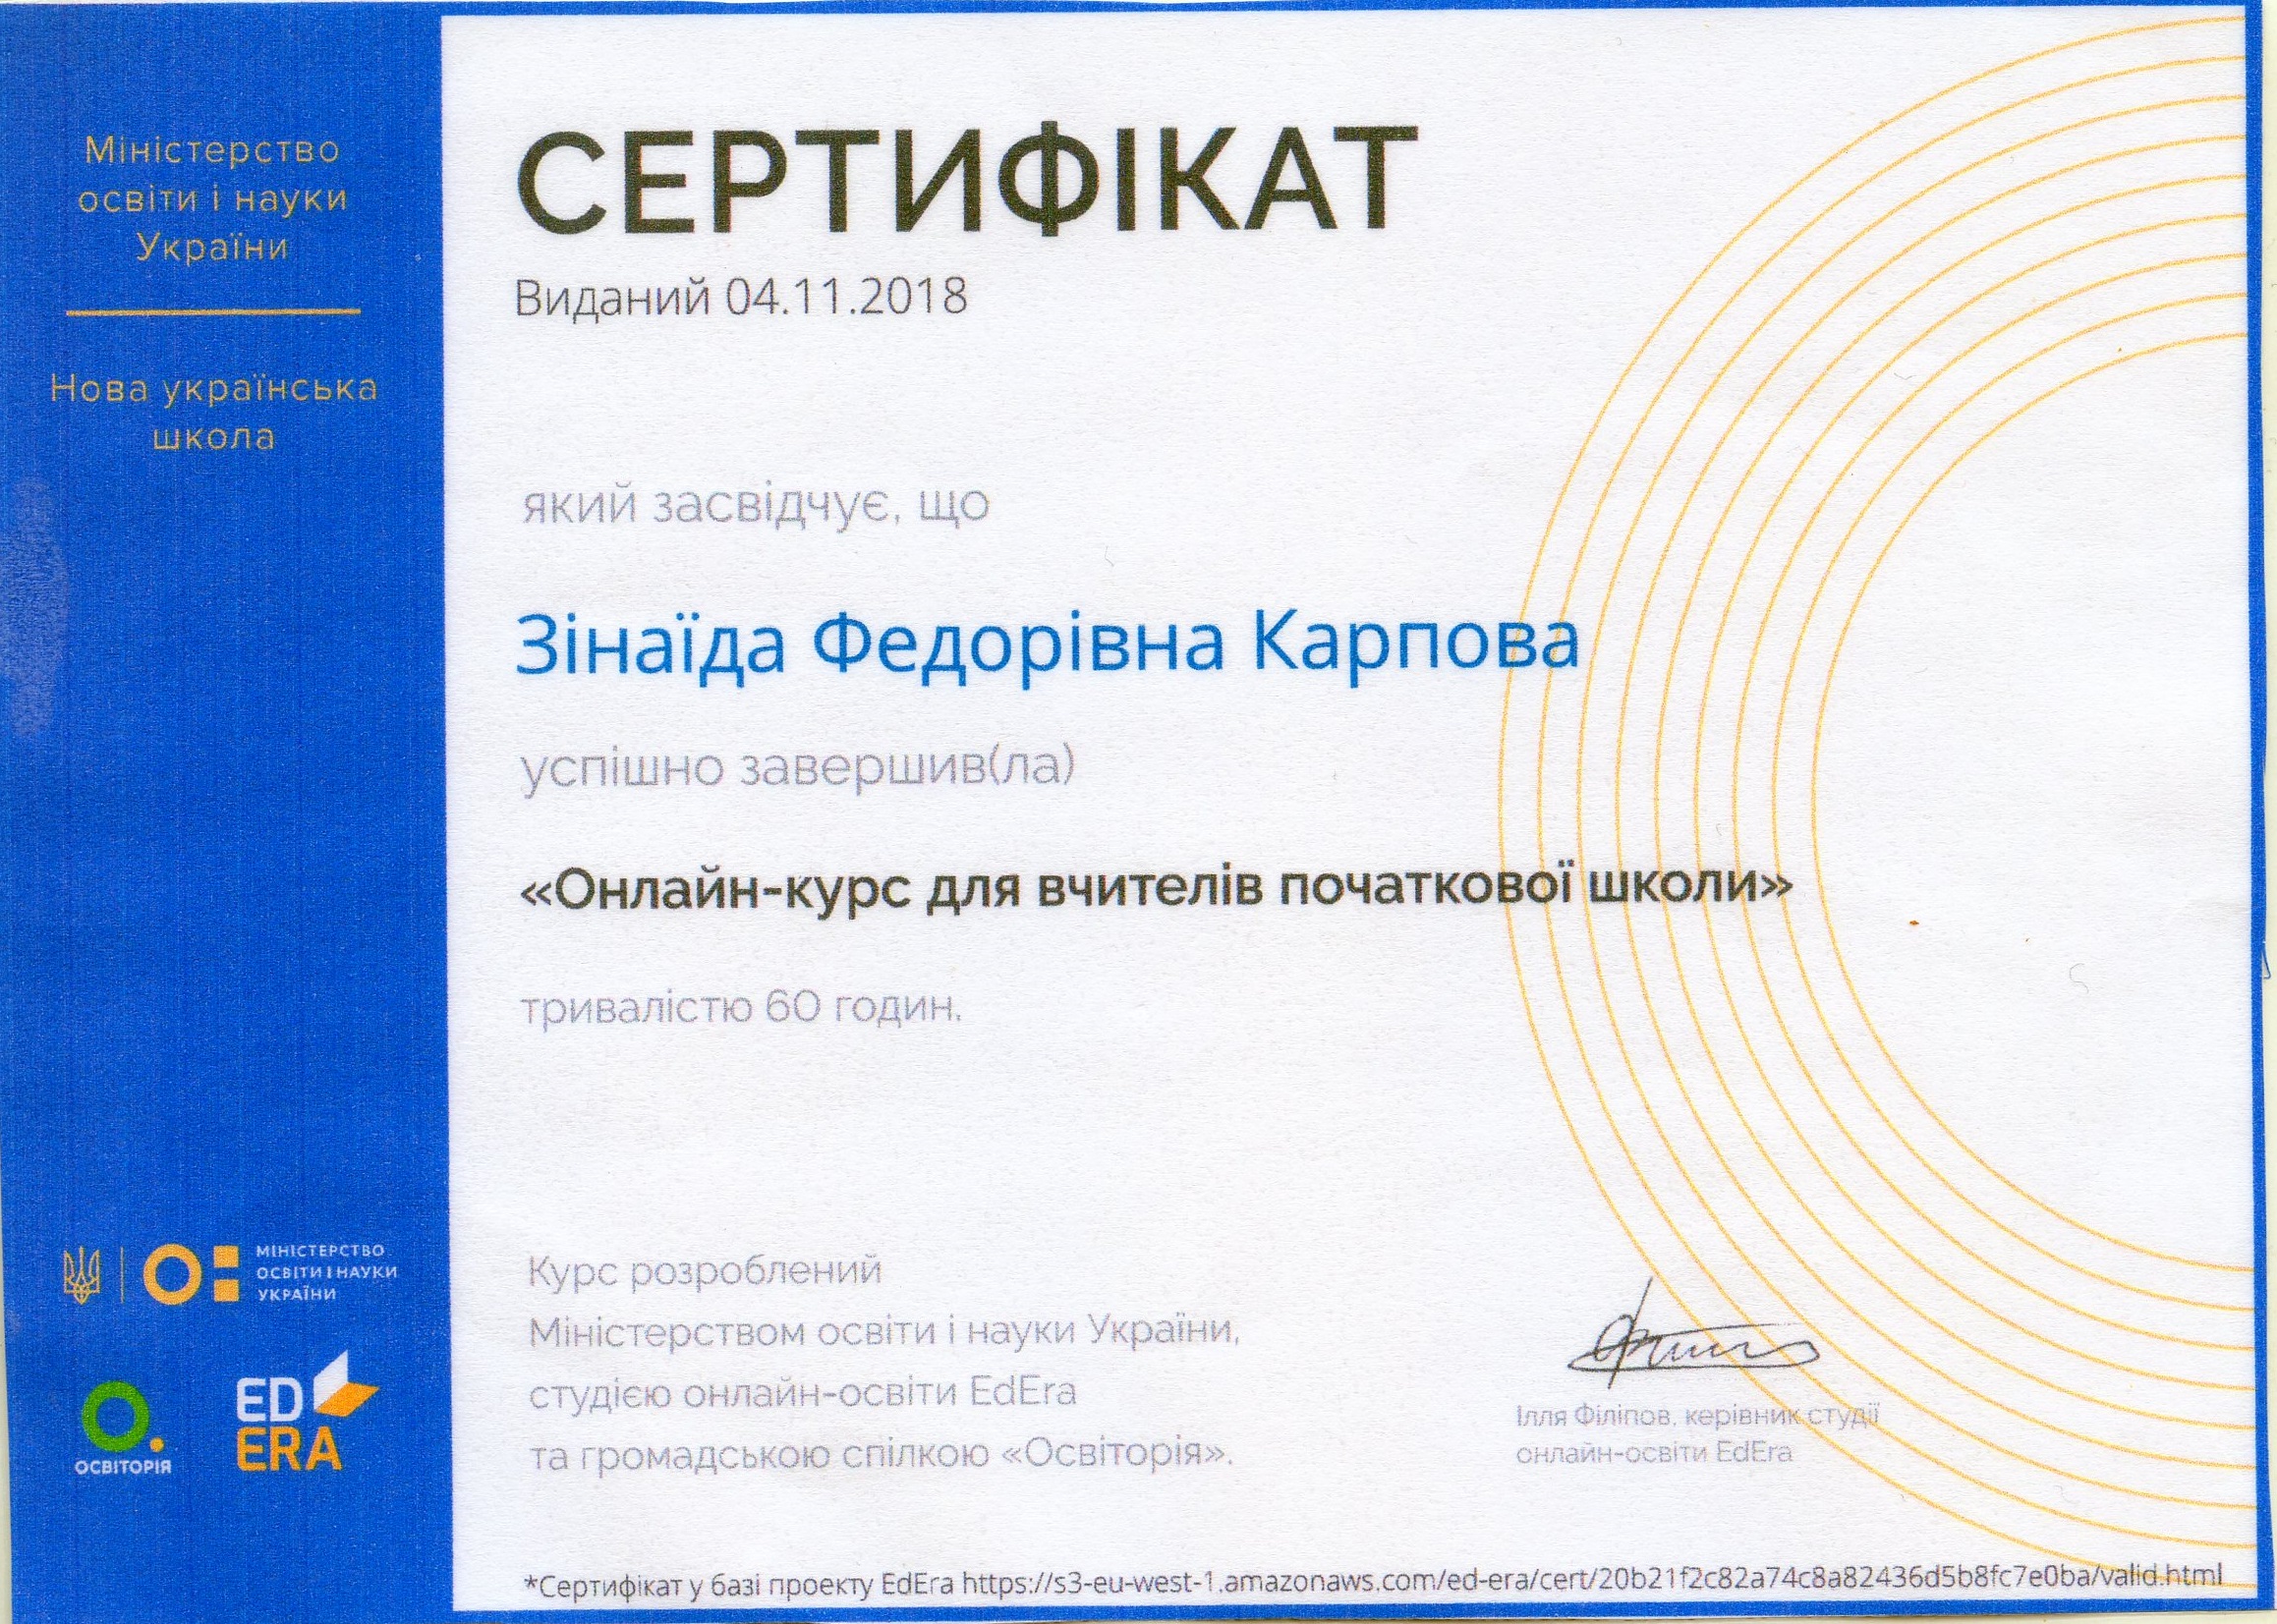 Міністерство
освіти і науки
України
Нова українська
школа
СЕРТИФІКАТ
Виданий 04.11.2018
який засвідчує, що
Зінаїда Федорівна Карпова
успішно завершив(ла)
«Онлайн-курс для вчителів початкової школи»
тривалістю 60 годин.
МІНІСТЕРСТВО
ОСВІТИ І НАУКИ
УКРАЇНИ
ОСВІТОРІЯ
ED
ERA
Курс розроблений
Міністерством освіти і науки України,
студією онлайн-освіти EdEra
та громадською спілкою «Освіторія».
Ілля Філіпов, керівник студії
онлайн-освіти EdEra
*Сертифікат у базі проекту EdEra https://s3-eu-west-1.amazonaws.com/ed-era/cert/20b21f2c82a74c8a82436d5b8fc7e0ba/valid.html